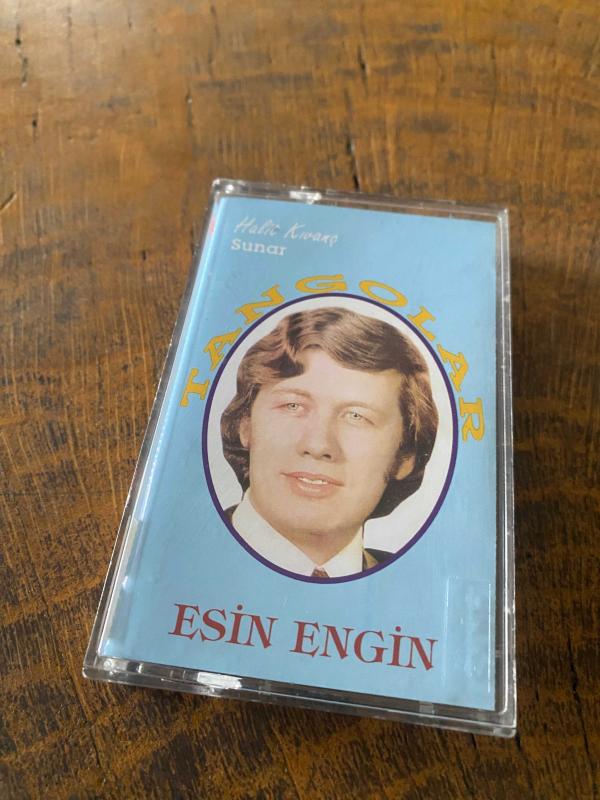 Halit Kıvanç
Sunar
TANGOLAR
ESİN ENGİN